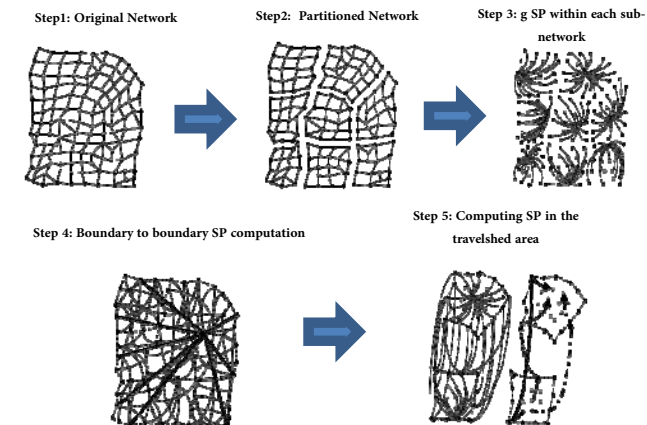 Step1: Original Network
Step2: Partitioned Network
Step 3: g SP within each sub-
network
Step 4: Boundary to boundary SP computation
Step 5: Computing SP in the
travelshed area